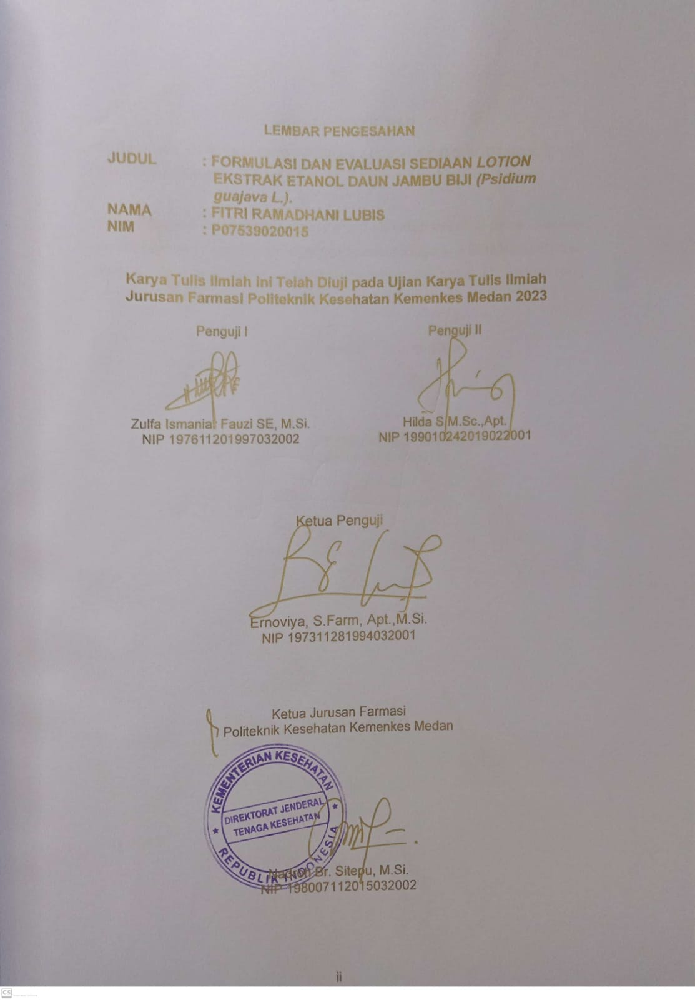 LEMBAR PENGESAHAN
JUDUL : FORMULASI DAN EVALUASI SEDIAAN LOTION
EKSTRAK ETANOL DAUN JAMBU BIJI (Psidium
guajava L.).
NAMA : FITRI RAMADHANI LUBIS
NIM : P07539020015
Karya Tulis Ilmiah ini Telah Diuji pada Ujian Karya Tulis Ilmiah
Jurusan Farmasi Politeknik Kesehatan Kemenkes Medan 2023
Penguji I
Penguji II
Zulfa Ismaniar Fauzi SE, M.Si.
NIP 197611201997032002
Hilda S,M.Sc.,Apt.
NIP 199010242019022001
Ketua Penguji
Ernoviya, S.Farm, Apt.,M.Si.
NIP 197311281994032001
Ketua Jurusan Farmasi
Politeknik Kesehatan Kemenkes Medan
KEMENTERIAN KESEHATAN
DIREKTORAT JENDERAL
TENAGA KESEHATAN
REPUBLIK INDONESIA
Nadroh Br. Sitepu, M.Si.
NIP 198007112015032002
ii
CS